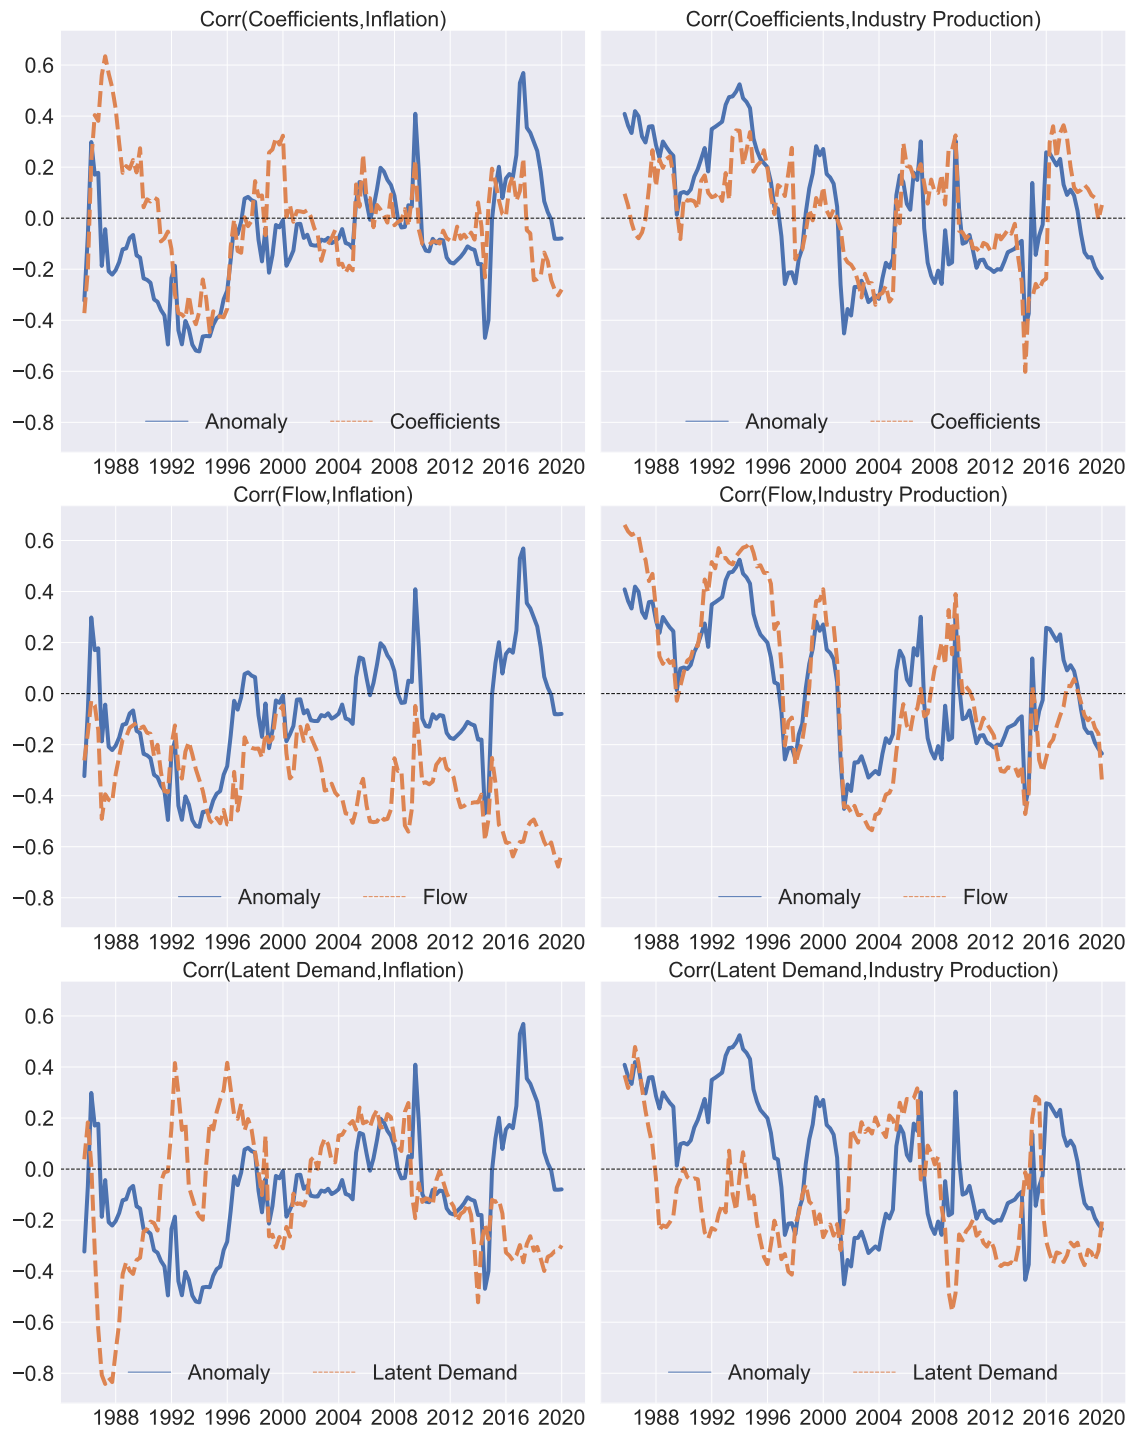 Corr(Coefficients,Inflation) Corr(Coefficients,Industry Production)
0.6
0.4
0.2
0.0
−0.2
−0.4
−0.6
−0.8
Anomaly Coefficients Anomaly Coefficients
1988 1992 1996 2000 2004 2008 2012 2016 2020 1988 1992 1996 2000 2004 2008 2012 2016 2020
Corr(Flow,Inflation) Corr(Flow,Industry Production)
0.6
0.4
0.2
0.0
−0.2
−0.4
−0.6
−0.8
Anomaly Flow Anomaly Flow
1988 1992 1996 2000 2004 2008 2012 2016 2020 1988 1992 1996 2000 2004 2008 2012 2016 2020
Corr(Latent Demand,Inflation) Corr(Latent Demand,Industry Production)
0.6
0.4
0.2
0.0
−0.2
−0.4
−0.6
−0.8
Anomaly Latent Demand Anomaly Latent Demand
1988 1992 1996 2000 2004 2008 2012 2016 2020 1988 1992 1996 2000 2004 2008 2012 2016 2020